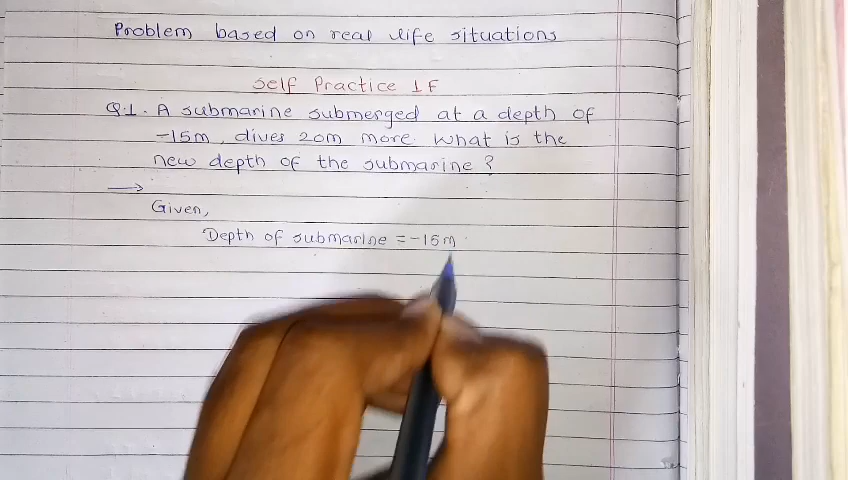 Problem based on real life situations
Self Practice 1F
Q.1. A submarine submerged at a depth of
-15m, dives 20m more. What is the
new depth of the submarine ?
→
Given,
Depth of submarine = -15m